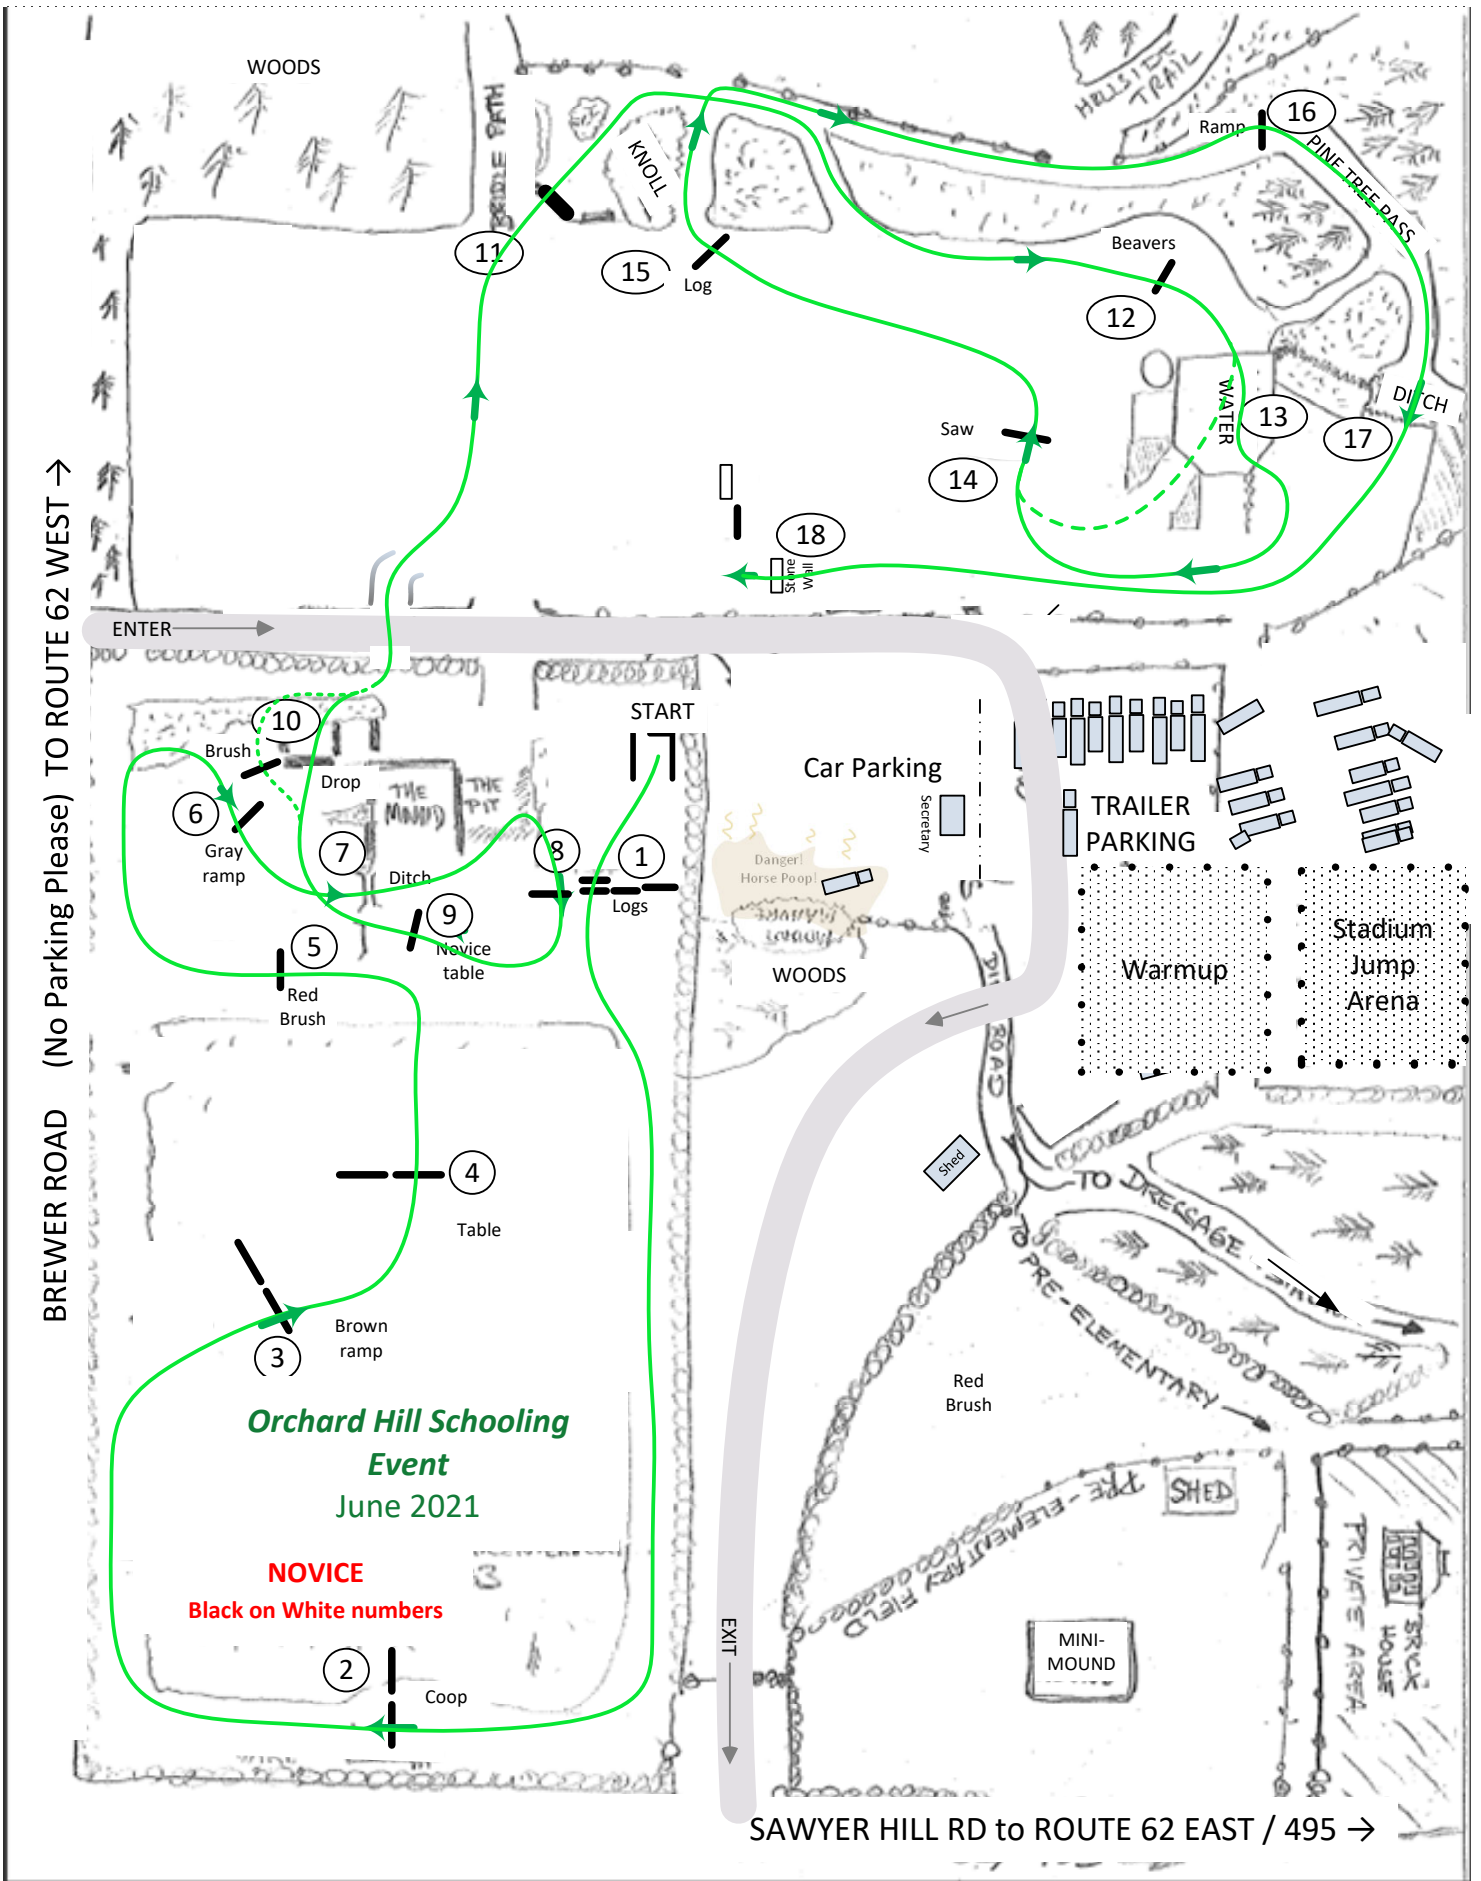 WOODS
BRIDLE PATH
KNOLL
HILLSIDE
TRAIL
16
Ramp
PINE TREE PASS
11
15
Log
Beavers
12
WATER
13
DITCH
17
Saw
14
18
Stone
Wall
ENTER
BREWER ROAD (No Parking Please) TO ROUTE 62 WEST →
START
10
Brush
Drop
THE
MOUND
THE
PIT
6
Gray
ramp
7
Ditch
8
1
Logs
9
Novice
table
5
Red
Brush
Car Parking
Secretary
TRAILER
PARKING
Danger!
Horse Poop!
MANURE
WOODS
Warmup
Stadium
Jump
Arena
ROAD
4
Table
Shed
TO DRESSAGE
TO PRE-ELEMENTARY
3
Brown
ramp
Red
Brush
Orchard Hill Schooling
Event
June 2021
NOVICE
Black on White numbers
2
Coop
PRE-ELEMENTARY FIELD
SHED
EXIT
MINI-
MOUND
PRIVATE AREA
BRICK
HOUSE
SAWYER HILL RD to ROUTE 62 EAST / 495 →